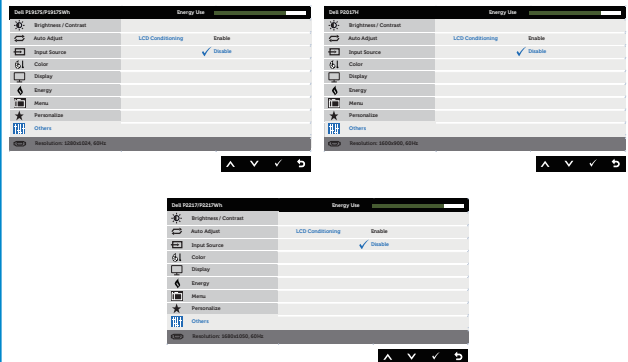 Dell P1917S/P1917SWh Energy Use
Brightness / Contrast
Auto Adjust LCD Conditioning Enable
Input Source Disable
Color
Display
Energy
Menu
Personalize
Others
Resolution: 1280x1024, 60Hz
Dell P2017H Energy Use
Brightness / Contrast
Auto Adjust LCD Conditioning Enable
Input Source Disable
Color
Display
Energy
Menu
Personalize
Others
Resolution: 1600x900, 60Hz
Dell P2217/P2217Wh Energy Use
Brightness / Contrast
Auto Adjust LCD Conditioning Enable
Input Source Disable
Color
Display
Energy
Menu
Personalize
Others
Resolution: 1680x1050, 60Hz